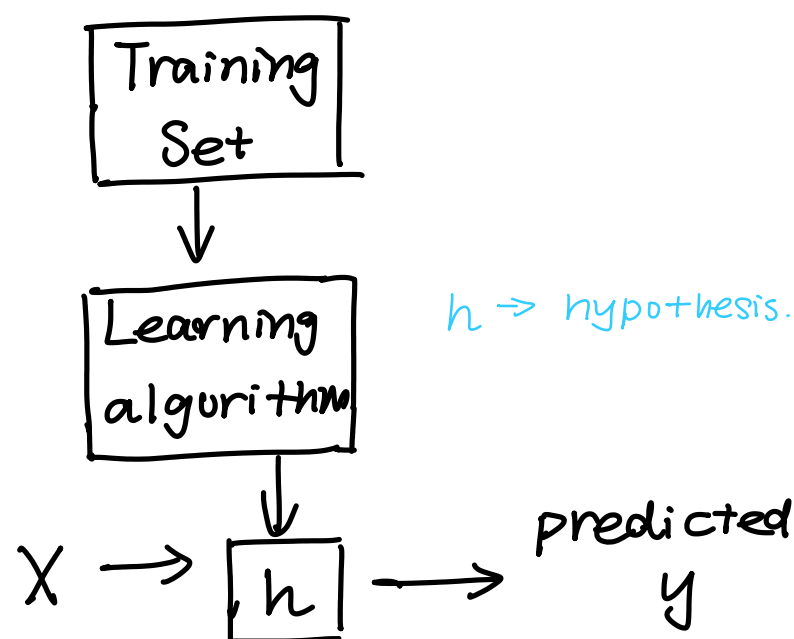 Training
Set
Learning
algorithm
h → hypothesis.
X → h → predicted
y